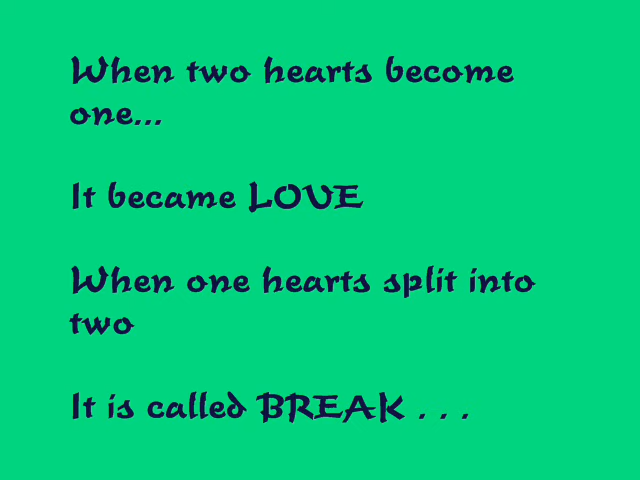 When two hearts become
one...
It became LOVE
When one hearts split into
two
It is called BREAK . . .